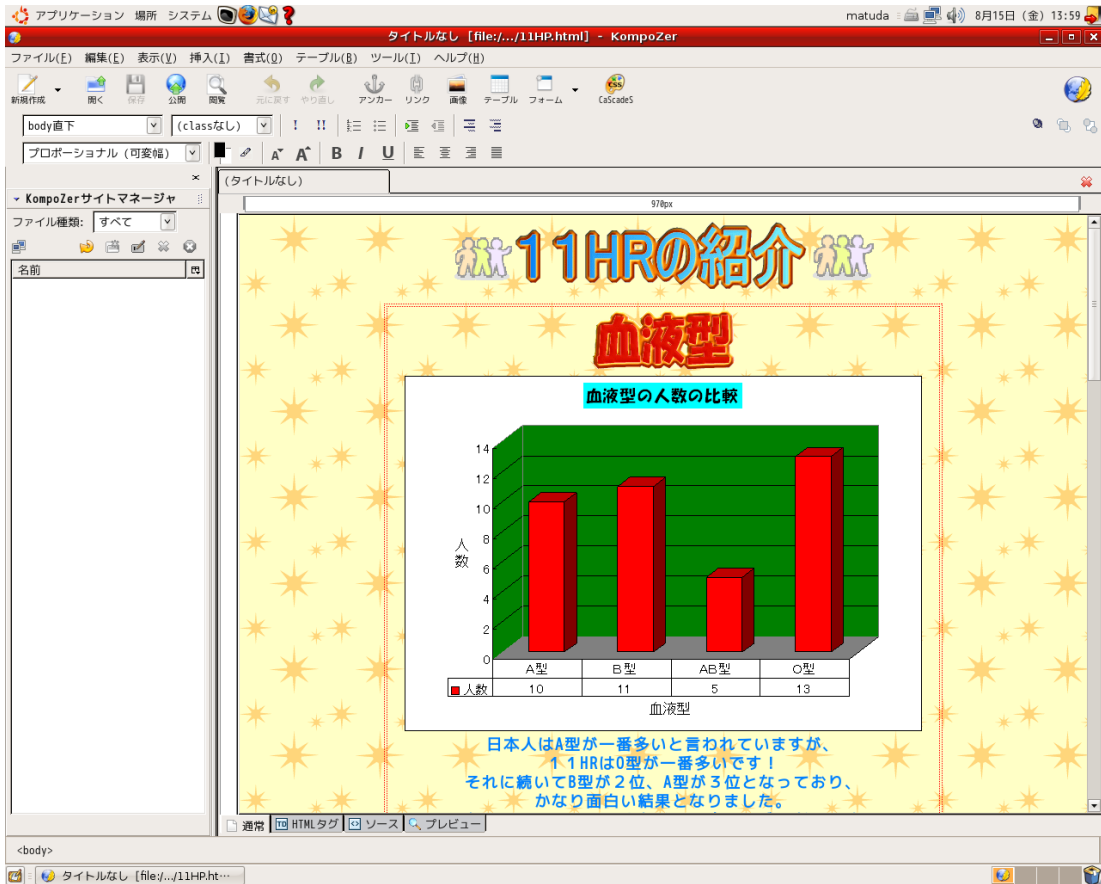 アプリケーション 場所 システム
matuda 8月15日 (金) 13:59
タイトルなし [file:/.../11HP.html] - KompoZer
ファイル(F) 編集(E) 表示(V) 挿入(I) 書式(O) テーブル(B) ツール(I) ヘルプ(H)
新規作成 開く 保存 公開 閲覧 元に戻す やり直し アンカー リンク 画像 テーブル フォーム CaScadeS
body直下 (classなし) ! !!
プロポーショナル (可変幅) A A B I U
KompoZerサイトマネージャ
ファイル種類: すべて
名前
(タイトルなし)
970px
11HRの紹介
血液型
血液型の人数の比較
14
12
10
8
6
4
2
0
人数
A型 B型 AB型 O型
人数 10 11 5 13
血液型
日本人はA型が一番多いと言われていますが、
11HRはO型が一番多いです!
それに続いてB型が2位、A型が3位となっており、
かなり面白い結果となりました。
通常 HTMLタグ ソース プレビュー
<body>
タイトルなし [file:/.../11HP.ht…